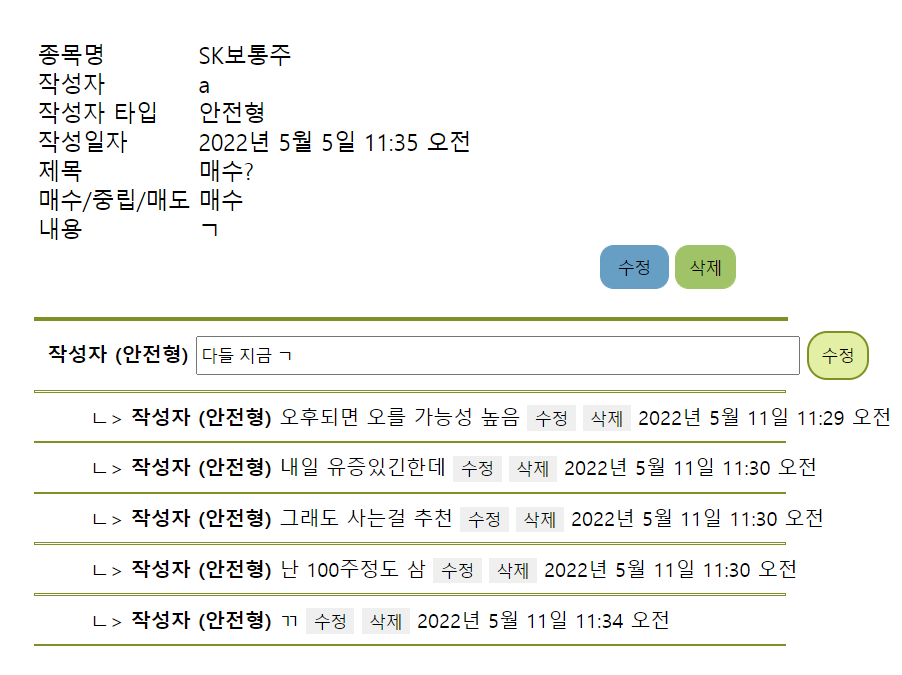 종목명 SK보통주
작성자 a
작성자 타입 안전형
작성일자 2022년 5월 5일 11:35 오전
제목 매수?
매수/중립/매도 매수
내용 ㄱ
수정 삭제
작성자 (안전형) 다들 지금 ㄱ 수정
ㄴ> 작성자 (안전형) 오후되면 오를 가능성 높음 수정 삭제 2022년 5월 11일 11:29 오전
ㄴ> 작성자 (안전형) 내일 유증있긴한데 수정 삭제 2022년 5월 11일 11:30 오전
ㄴ> 작성자 (안전형) 그래도 사는걸 추천 수정 삭제 2022년 5월 11일 11:30 오전
ㄴ> 작성자 (안전형) 난 100주정도 삼 수정 삭제 2022년 5월 11일 11:30 오전
ㄴ> 작성자 (안전형) ㄲ 수정 삭제 2022년 5월 11일 11:34 오전